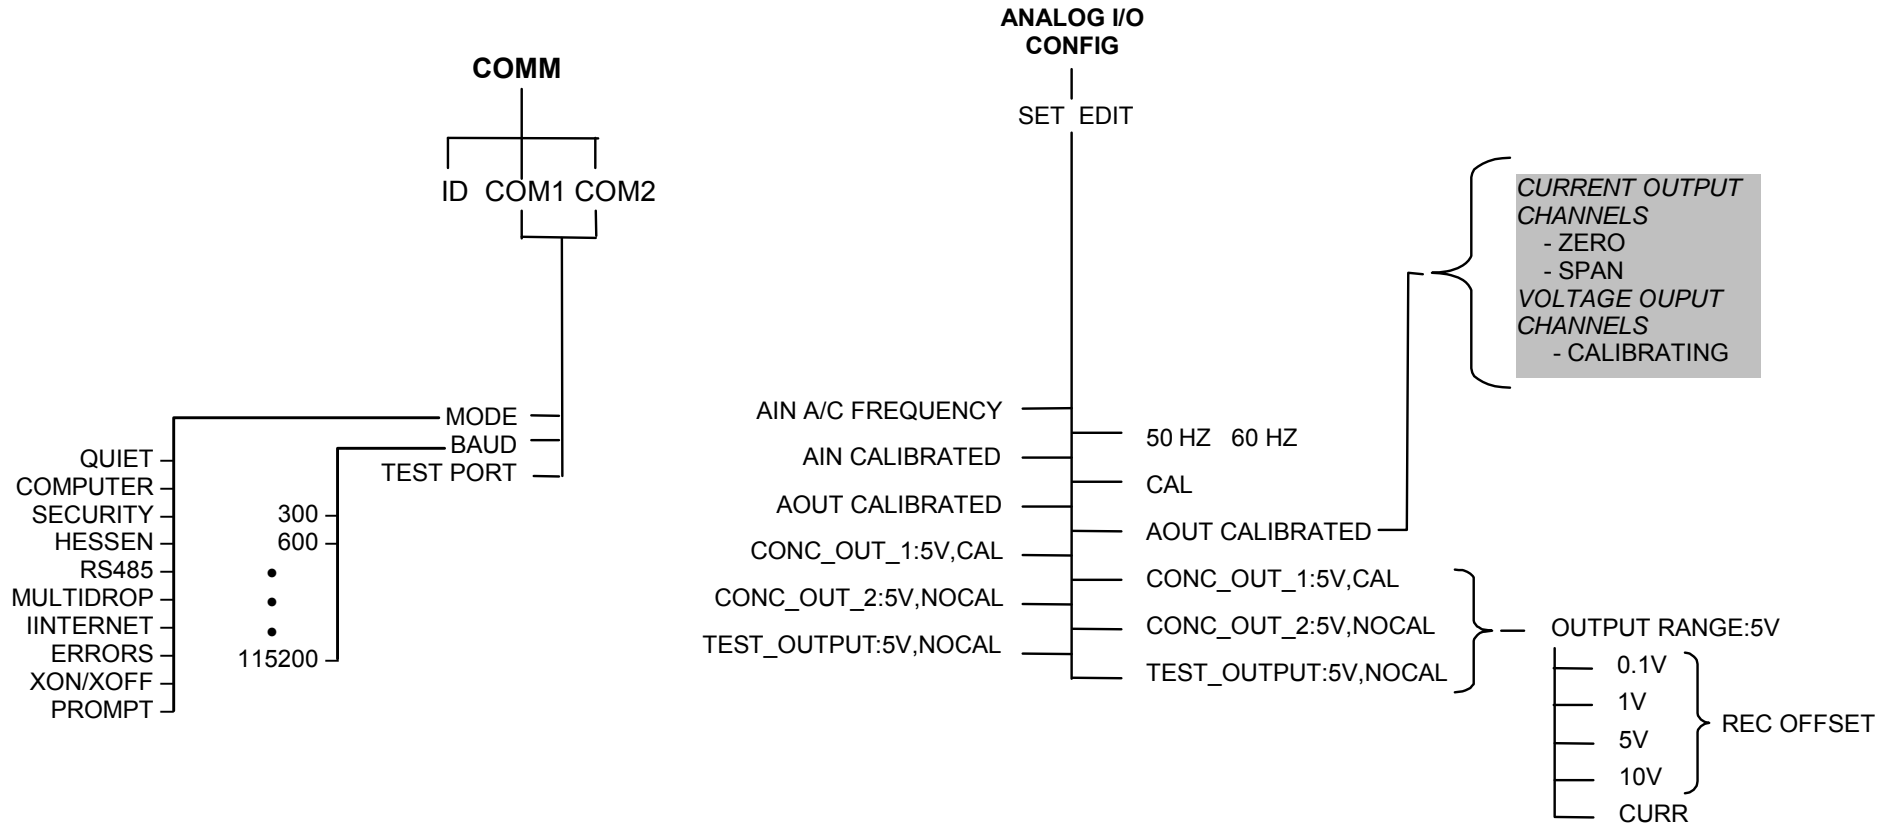 COMM
ID COM1 COM2
MODE
BAUD
TEST PORT
QUIET
COMPUTER
SECURITY
HESSEN
RS485
MULTIDROP
IINTERNET
ERRORS
XON/XOFF
PROMPT
300
600
115200
ANALOG I/O
CONFIG
SET EDIT
AIN A/C FREQUENCY
AIN CALIBRATED
AOUT CALIBRATED
CONC_OUT_1:5V,CAL
CONC_OUT_2:5V,NOCAL
TEST_OUTPUT:5V,NOCAL
50 HZ 60 HZ
CAL
AOUT CALIBRATED
CONC_OUT_1:5V,CAL
CONC_OUT_2:5V,NOCAL
TEST_OUTPUT:5V,NOCAL
CURRENT OUTPUT
CHANNELS
- ZERO
- SPAN
VOLTAGE OUPUT
CHANNELS
- CALIBRATING
OUTPUT RANGE:5V
0.1V
1V
5V
10V
CURR
REC OFFSET